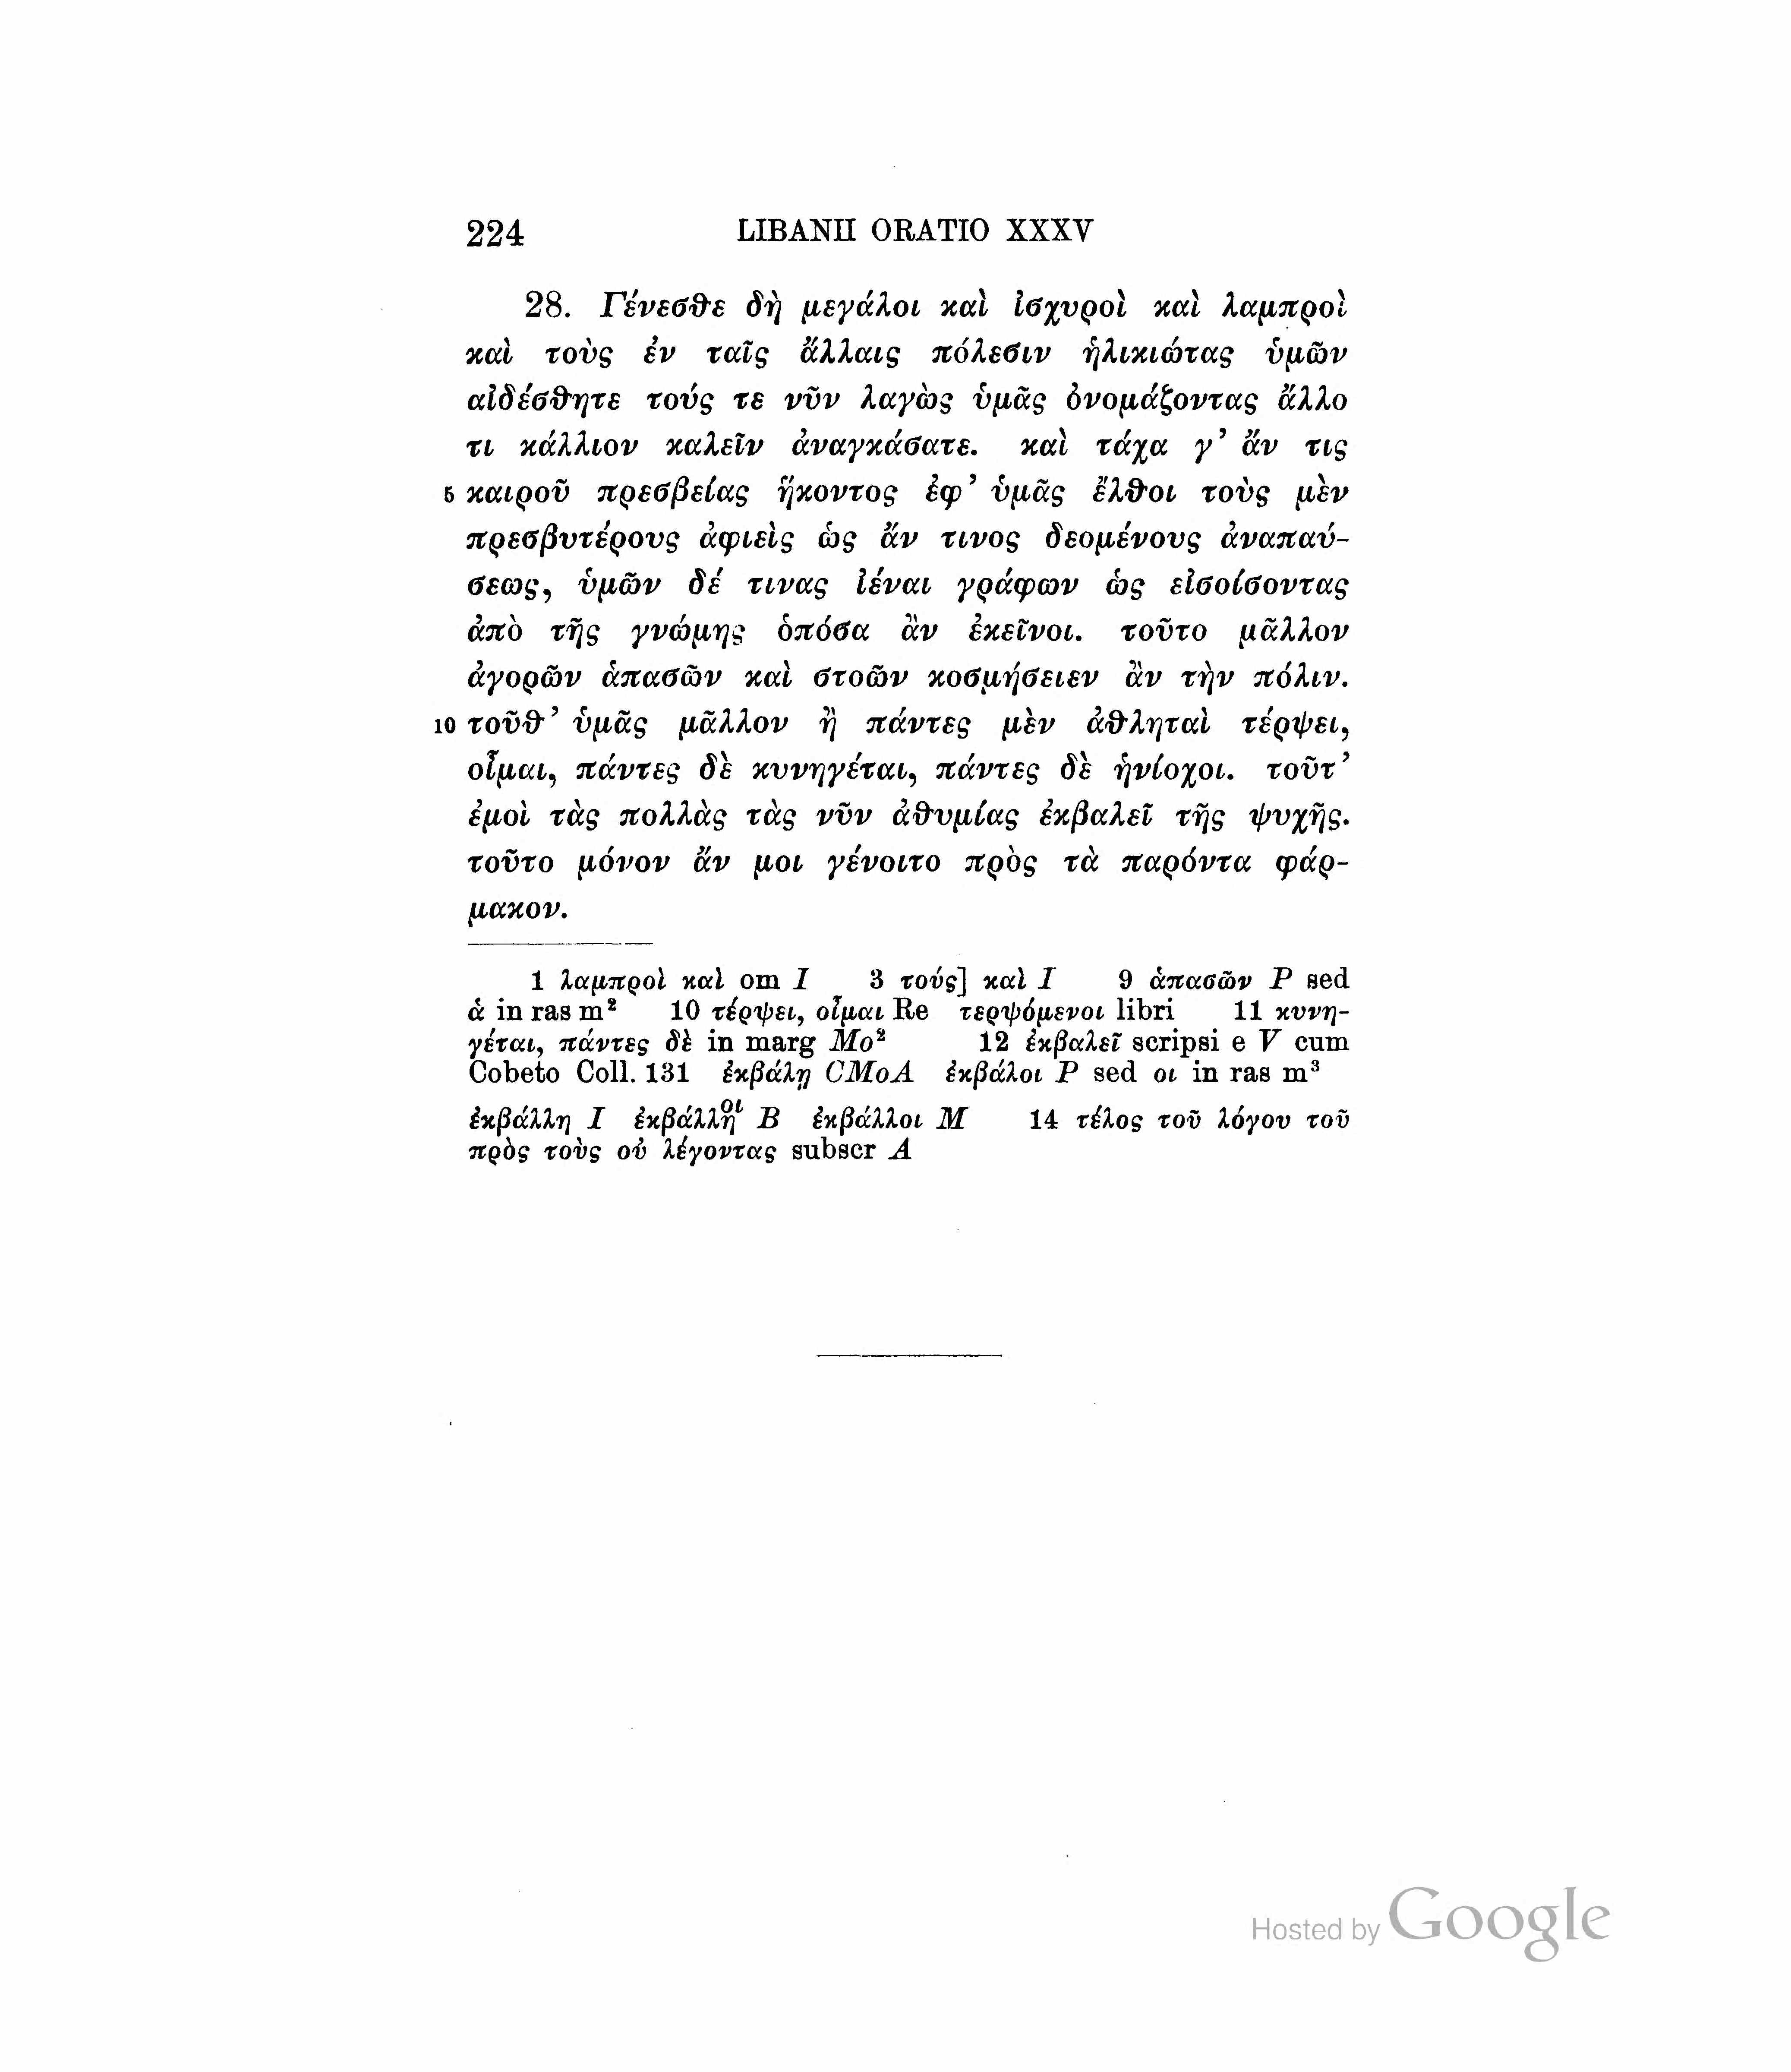 224 LIBANII ORATIO XXXV
28. Γένεσθε δὴ μεγάλοι καὶ ἰσχυροὶ καὶ λαμπροὶ
καὶ τοὺς ἐν ταῖς ἄλλαις πόλεσιν ἡλικιώτας ὑμῶν
αἰδέσθητε τούς τε νῦν λαγὼς ὑμᾶς ὀνομάζοντας ἄλλο
τι κάλλιον καλεῖν ἀναγκάσατε. καὶ τάχα γ’ ἄν τις
5 καιροῦ πρεσβείας ἥκοντος ἐφ’ ὑμᾶς ἔλθοι τοὺς μὲν
πρεσβυτέρους ἀφιεὶς ὡς ἄν τινος δεομένους ἀναπαύ-
σεως, ὑμῶν δέ τινας ἰέναι γράφων ὡς εἰσοίσοντας
ἀπὸ τῆς γνώμης ὁπόσα ἂν ἐκεῖνοι. τοῦτο μᾶλλον
ἀγορῶν ἁπασῶν καὶ στοῶν κοσμήσειεν ἂν τὴν πόλιν.
10 τοῦθ’ ὑμᾶς μᾶλλον ἢ πάντες μὲν ἀθληταὶ τέρψει,
οἶμαι, πάντες δὲ κυνηγέται, πάντες δὲ ἡνίοχοι. τοῦτ’
ἐμοὶ τὰς πολλὰς τὰς νῦν ἀθυμίας ἐκβαλεῖ τῆς ψυχῆς.
τοῦτο μόνον ἄν μοι γένοιτο πρὸς τὰ παρόντα φάρ-
μακον.
1 λαμπροὶ καὶ om I 3 τούς] καὶ I 9 ἁπασῶν P sed
ἁ in ras m² 10 τέρψει, οἶμαι Re τερψόμενοι libri 11 κυνη-
γέται, πάντες δὲ in marg Mo² 12 ἐκβαλεῖ scripsi e V cum
Cobeto Coll. 131 ἐκβάλῃ CMoA ἐκβάλοι P sed οι in ras m³
ἐκβάλλη I ἐκβάλλῃοι B ἐκβάλλοι M 14 τέλος τοῦ λόγου τοῦ
πρὸς τοὺς οὐ λέγοντας subscr A
Hosted by Google